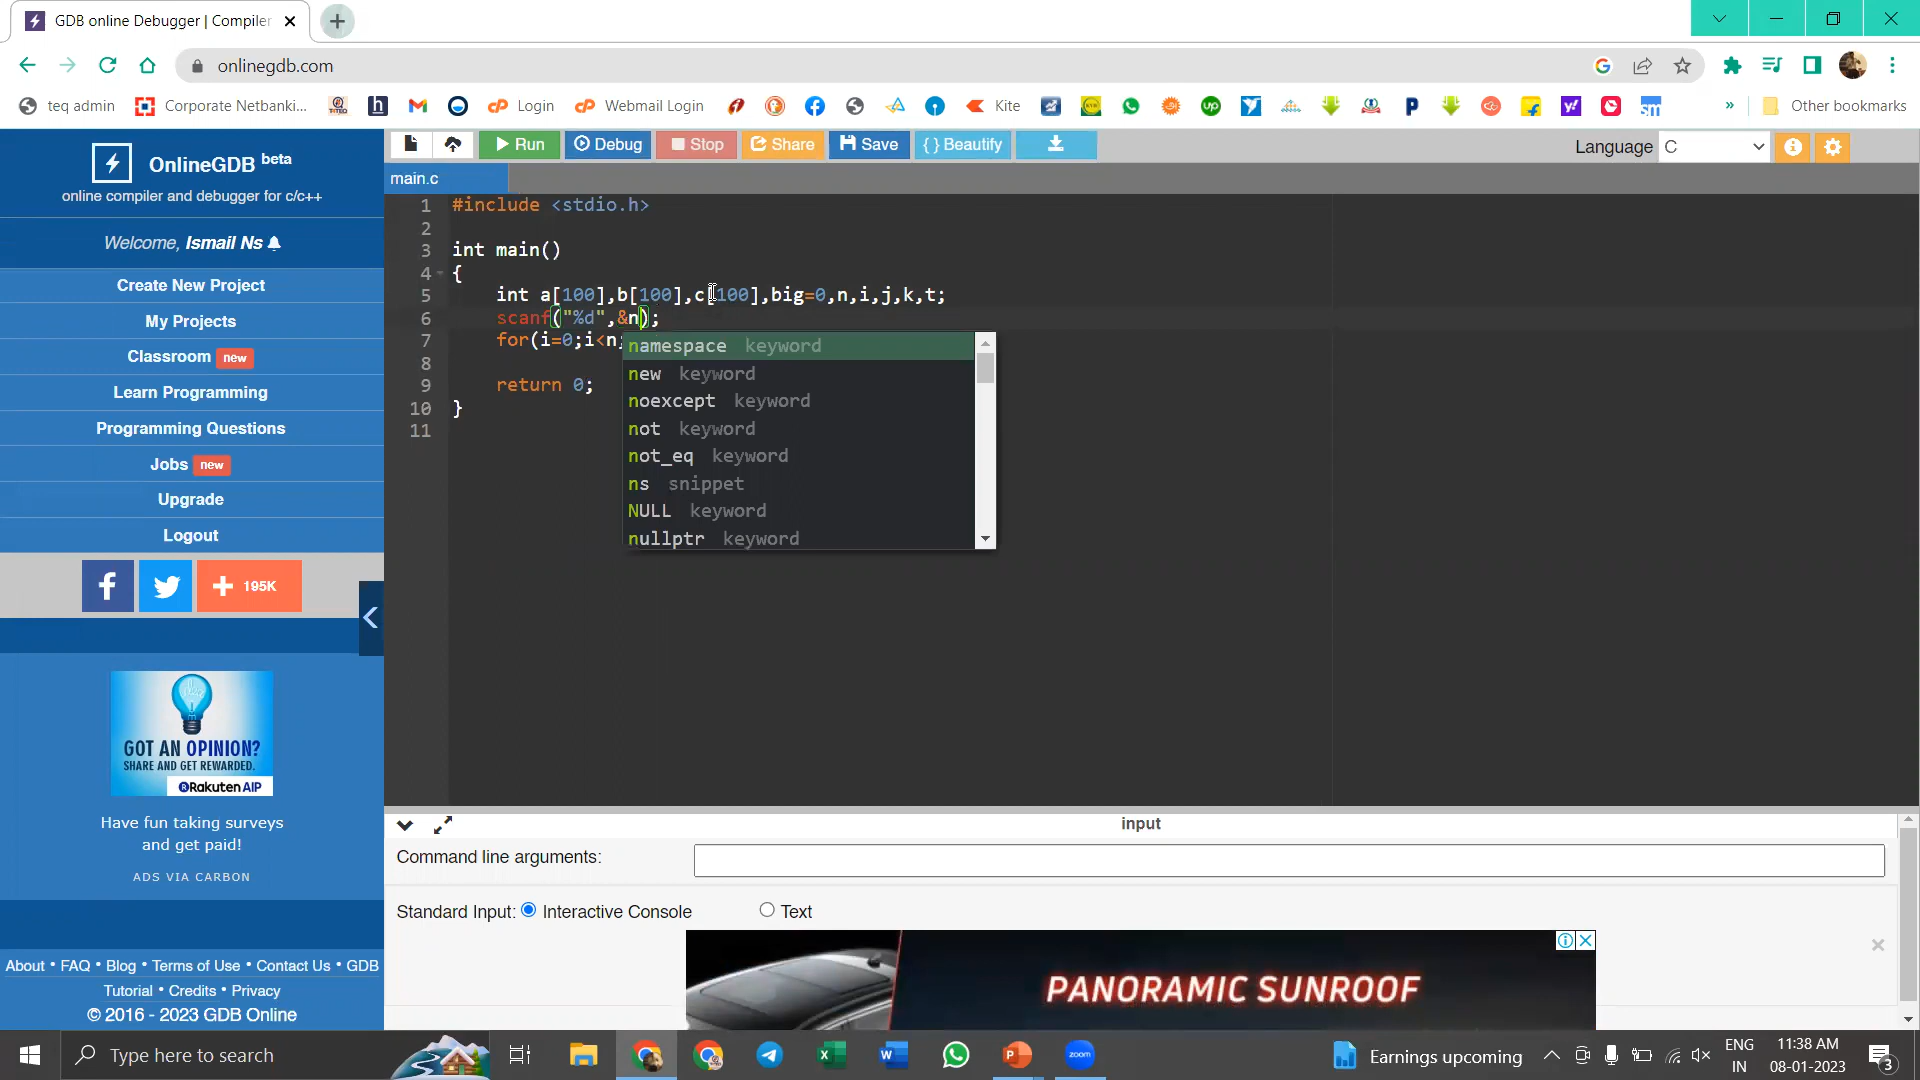 GDB online Debugger | Compiler
onlinegdb.com
teq admin
Corporate Netbanki...
Login
Webmail Login
Kite
Other bookmarks
OnlineGDB beta
online compiler and debugger for c/c++
Welcome, Ismail Ns
Create New Project
My Projects
Classroom new
Learn Programming
Programming Questions
Jobs new
Upgrade
Logout
195K
GOT AN OPINION?
SHARE AND GET REWARDED.
Rakuten AIP
Have fun taking surveys
and get paid!
ADS VIA CARBON
About • FAQ • Blog • Terms of Use • Contact Us • GDB
Tutorial • Credits • Privacy
© 2016 - 2023 GDB Online
Run
Debug
Stop
Share
Save
{ } Beautify
Language C
main.c
1 #include <stdio.h>
2
3 int main()
4 {
5 int a[100],b[100],c[100],big=0,n,i,j,k,t;
6 scanf("%d",&n);
7 for(i=0;i<n;
8
9 return 0;
10 }
11
namespace keyword
new keyword
noexcept keyword
not keyword
not_eq keyword
ns snippet
NULL keyword
nullptr keyword
input
Command line arguments:
Standard Input: Interactive Console Text
PANORAMIC SUNROOF
Type here to search
zoom
Earnings upcoming
ENG
IN
11:38 AM
08-01-2023
3